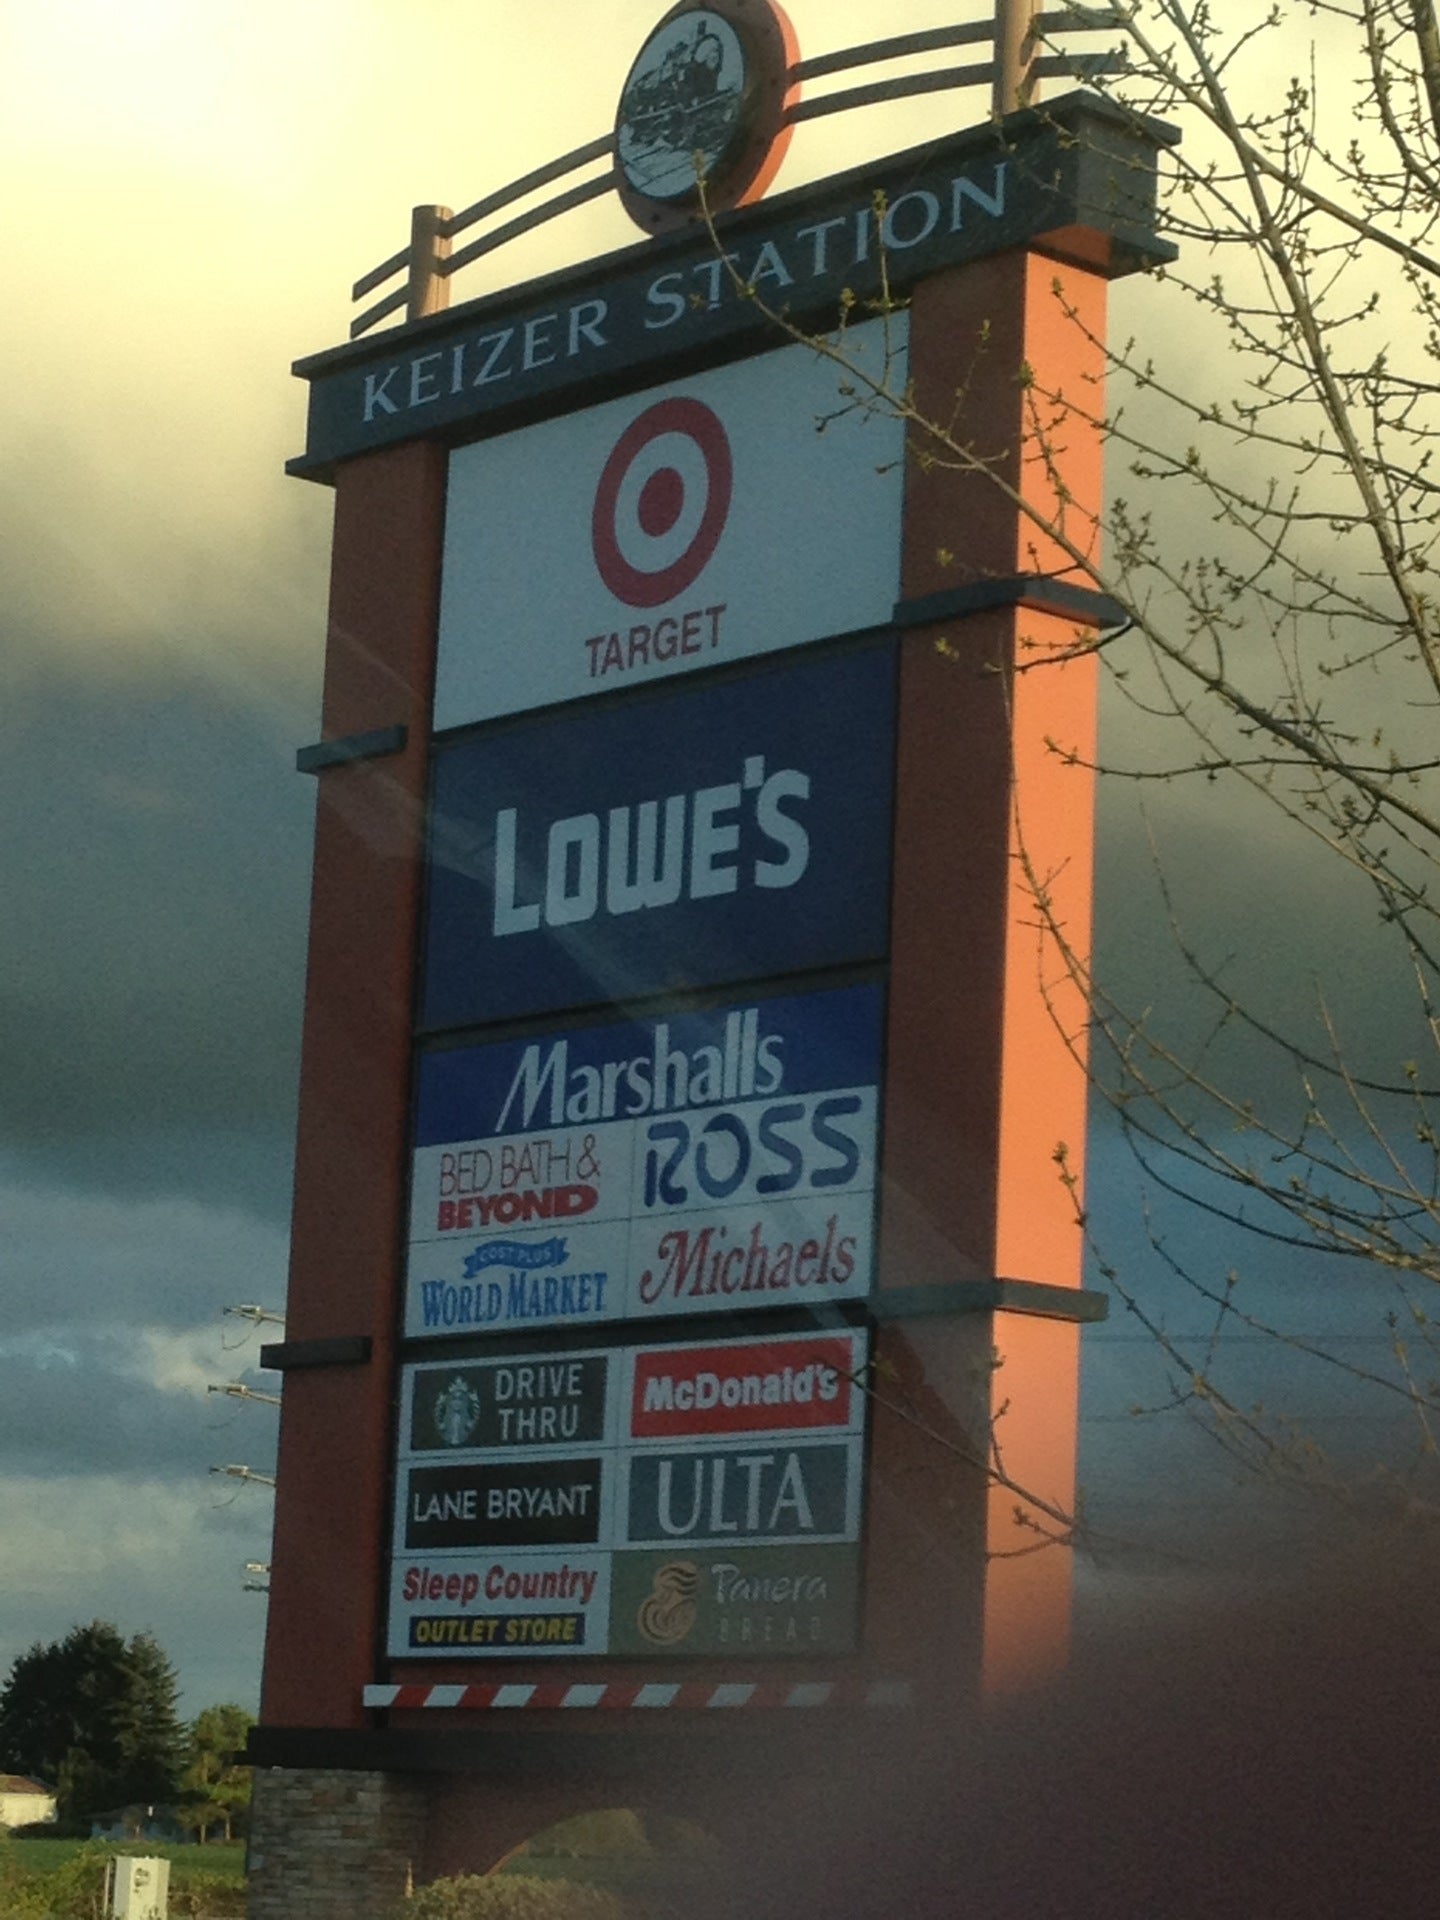 KEIZER STATION
TARGET
LOWE'S
Marshalls
BED BATH &
BEYOND
ROSS
COST PLUS
WORLD MARKET
Michaels
DRIVE
THRU
McDonald's
LANE BRYANT
ULTA
Sleep Country
OUTLET STORE
Panera
BREAD